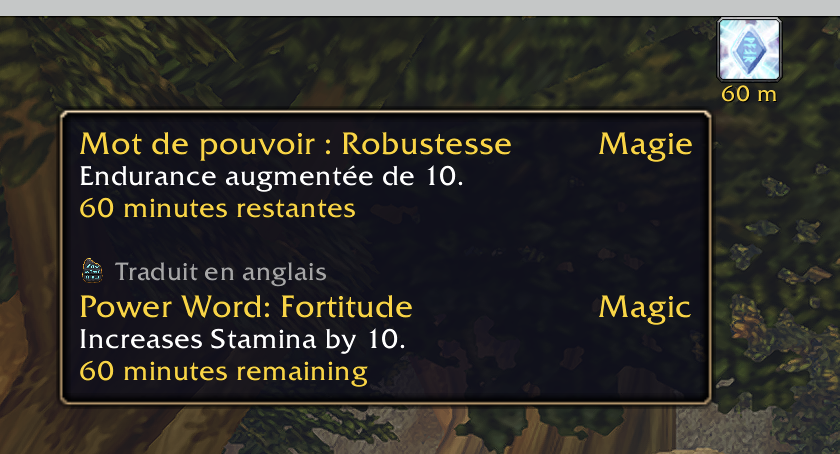 60 m
Mot de pouvoir : Robustesse Magie
Endurance augmentée de 10.
60 minutes restantes
Traduit en anglais
Power Word: Fortitude Magic
Increases Stamina by 10.
60 minutes remaining